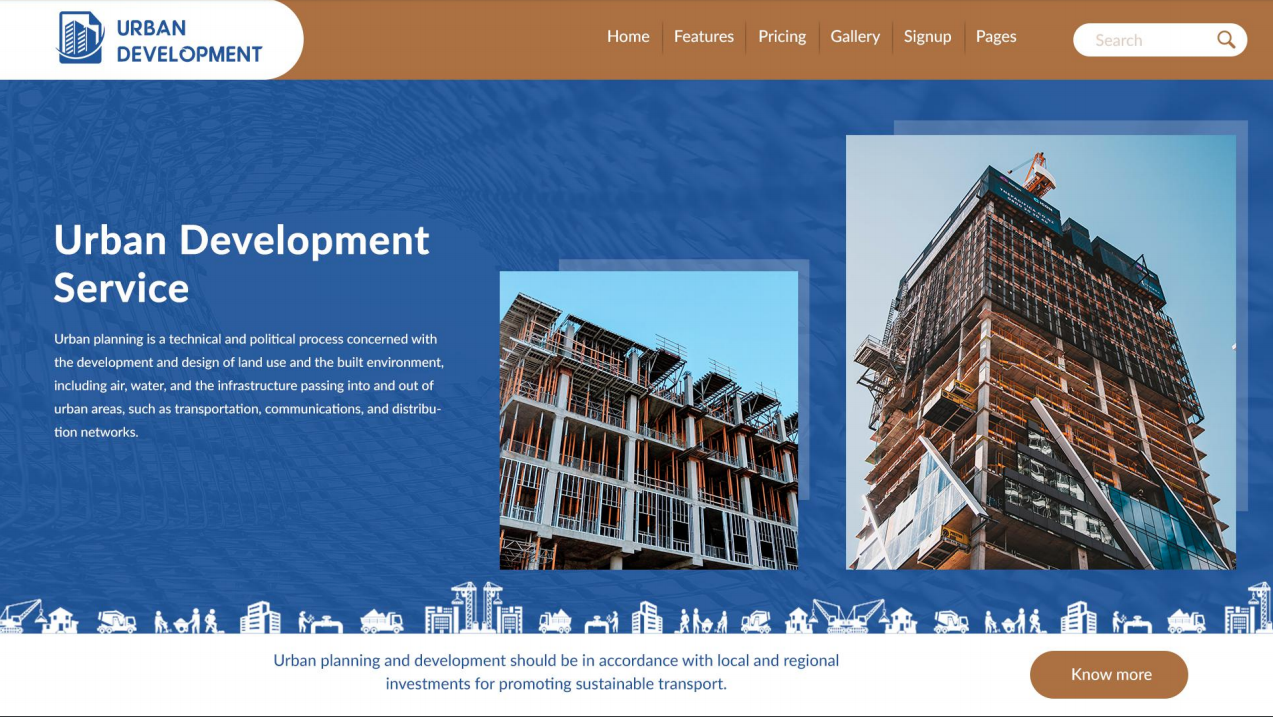 URBAN
DEVELOPMENT
Home
Features
Pricing
Gallery
Signup
Pages
Search
Urban Development
Service
Urban planning is a technical and political process concerned with
the development and design of land use and the built environment,
including air, water, and the infrastructure passing into and out of
urban areas, such as transportation, communications, and distribu-
tion networks.
Urban planning and development should be in accordance with local and regional
investments for promoting sustainable transport.
Know more